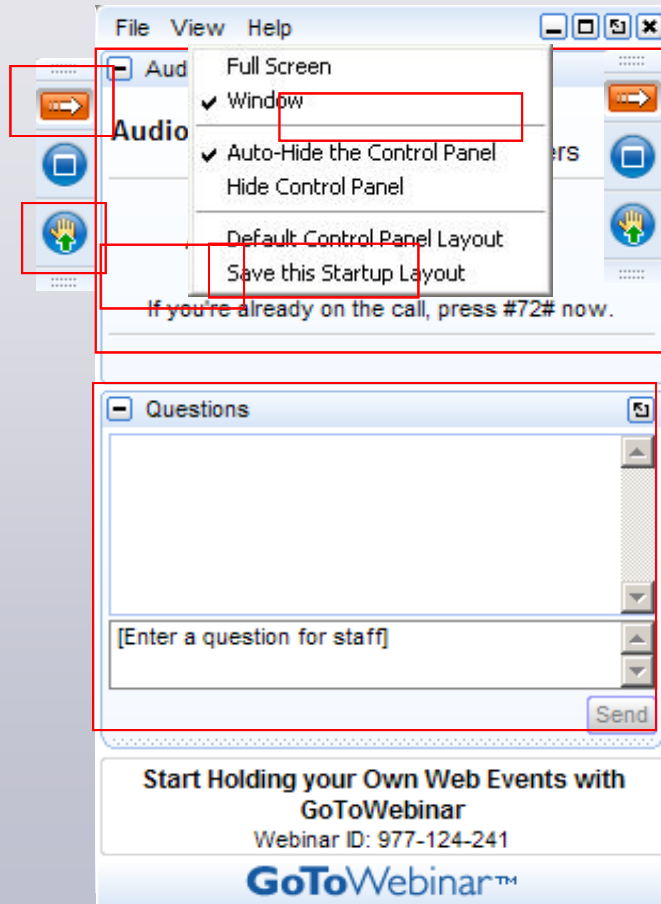 File View Help
Aud
Full Screen
Window
Audio
Auto-Hide the Control Panel
ers
Hide Control Panel
Default Control Panel Layout
Save this Startup Layout
If you're already on the call, press #72# now.
Questions
[Enter a question for staff]
Send
Start Holding your Own Web Events with
GoToWebinar
Webinar ID: 977-124-241
GoToWebinar™